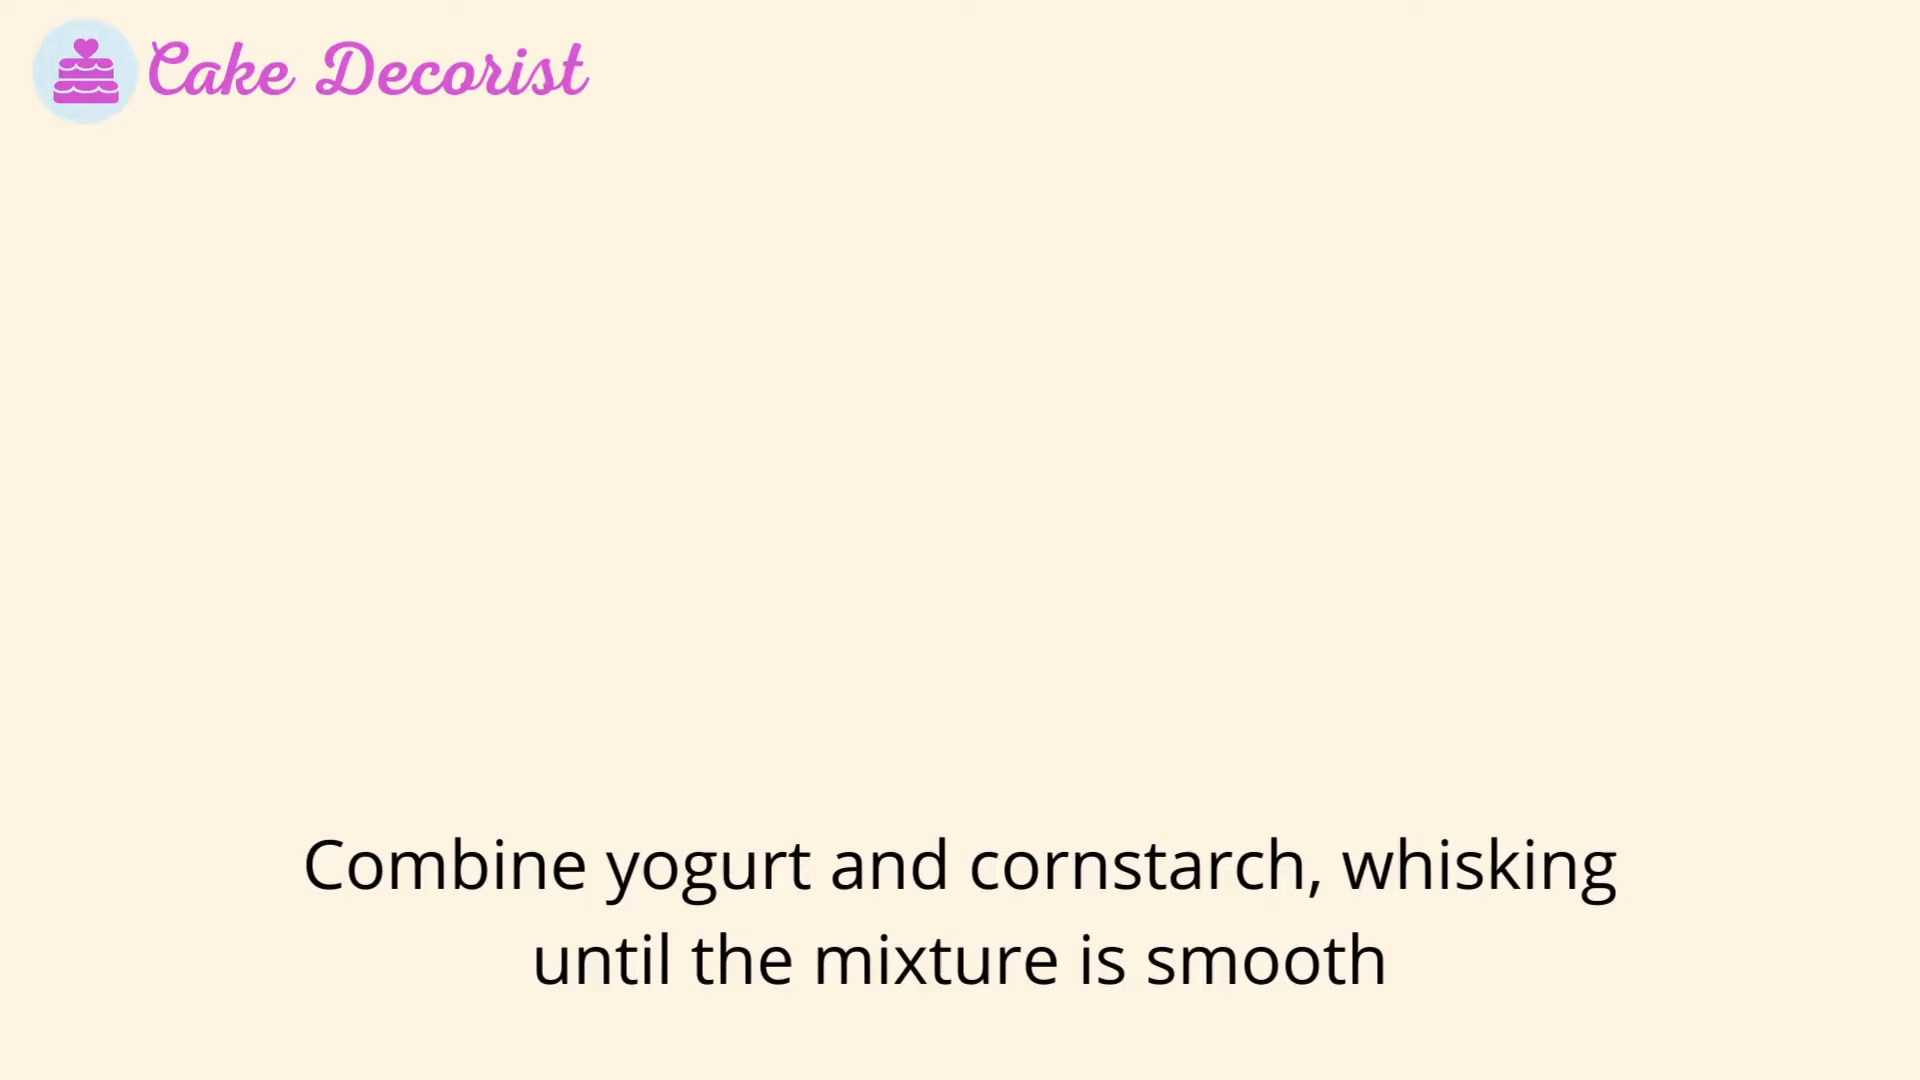 Cake Decorist
Combine yogurt and cornstarch, whisking
until the mixture is smooth